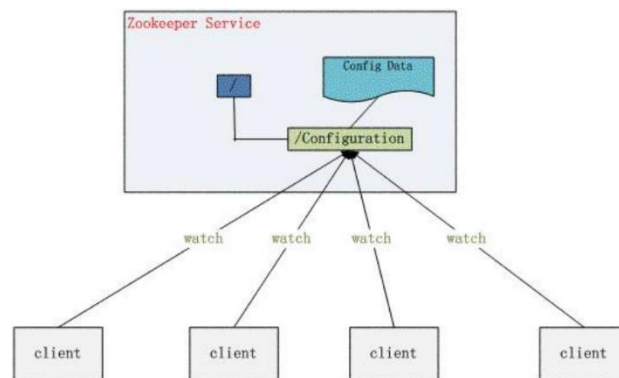 Zookeeper Service
Config Data
/
/Configuration
watch
watch
watch
watch
client
client
client
client